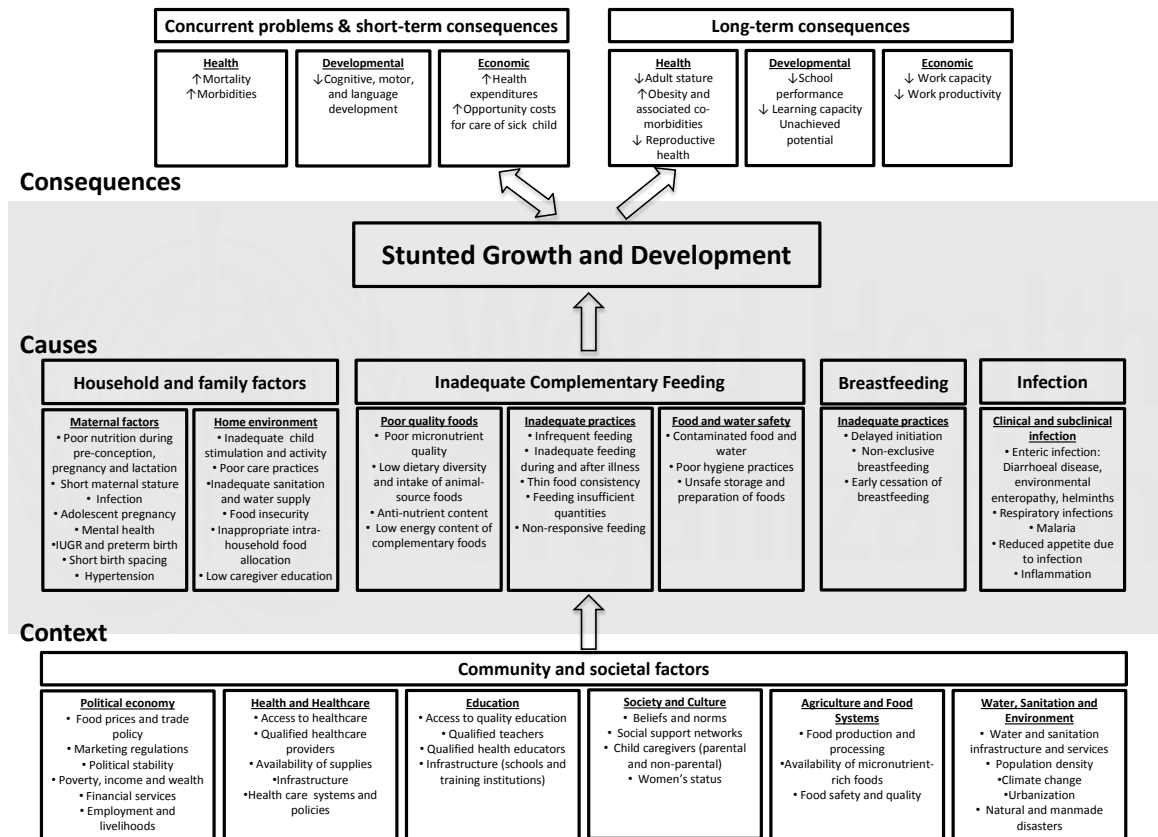 Concurrent problems & short-term consequences
Long-term consequences
Health
↑Mortality
↑Morbidities
Developmental
↓Cognitive, motor,
and language
development
Economic
↑Health
expenditures
↑Opportunity costs
for care of sick child
Health
↓Adult stature
↑Obesity and
associated co-
morbidities
↓ Reproductive
health
Developmental
↓School
performance
↓ Learning capacity
Unachieved
potential
Economic
↓ Work capacity
↓ Work productivity
Consequences
Stunted Growth and Development
Causes
Household and family factors
Inadequate Complementary Feeding
Breastfeeding
Infection
Maternal factors
• Poor nutrition during
pre-conception,
pregnancy and lactation
• Short maternal stature
• Infection
• Adolescent pregnancy
• Mental health
•IUGR and preterm birth
• Short birth spacing
• Hypertension
Home environment
• Inadequate child
stimulation and activity
• Poor care practices
•Inadequate sanitation
and water supply
• Food insecurity
• Inappropriate intra-
household food
allocation
• Low caregiver education
Poor quality foods
• Poor micronutrient
quality
• Low dietary diversity
and intake of animal-
source foods
• Anti-nutrient content
• Low energy content of
complementary foods
Inadequate practices
• Infrequent feeding
• Inadequate feeding
during and after illness
• Thin food consistency
• Feeding insufficient
quantities
• Non-responsive feeding
Food and water safety
• Contaminated food and
water
• Poor hygiene practices
• Unsafe storage and
preparation of foods
Inadequate practices
• Delayed initiation
• Non-exclusive
breastfeeding
• Early cessation of
breastfeeding
Clinical and subclinical
infection
• Enteric infection:
Diarrhoeal disease,
environmental
enteropathy, helminths
• Respiratory infections
• Malaria
• Reduced appetite due
to infection
• Inflammation
Context
Community and societal factors
Political economy
• Food prices and trade
policy
• Marketing regulations
• Political stability
• Poverty, income and wealth
• Financial services
• Employment and
livelihoods
Health and Healthcare
• Access to healthcare
• Qualified healthcare
providers
• Availability of supplies
•Infrastructure
•Health care systems and
policies
Education
• Access to quality education
• Qualified teachers
• Qualified health educators
• Infrastructure (schools and
training institutions)
Society and Culture
• Beliefs and norms
• Social support networks
• Child caregivers (parental
and non-parental)
• Women's status
Agriculture and Food
Systems
• Food production and
processing
•Availability of micronutrient-
rich foods
• Food safety and quality
Water, Sanitation and
Environment
• Water and sanitation
infrastructure and services
• Population density
•Climate change
•Urbanization
• Natural and manmade
disasters